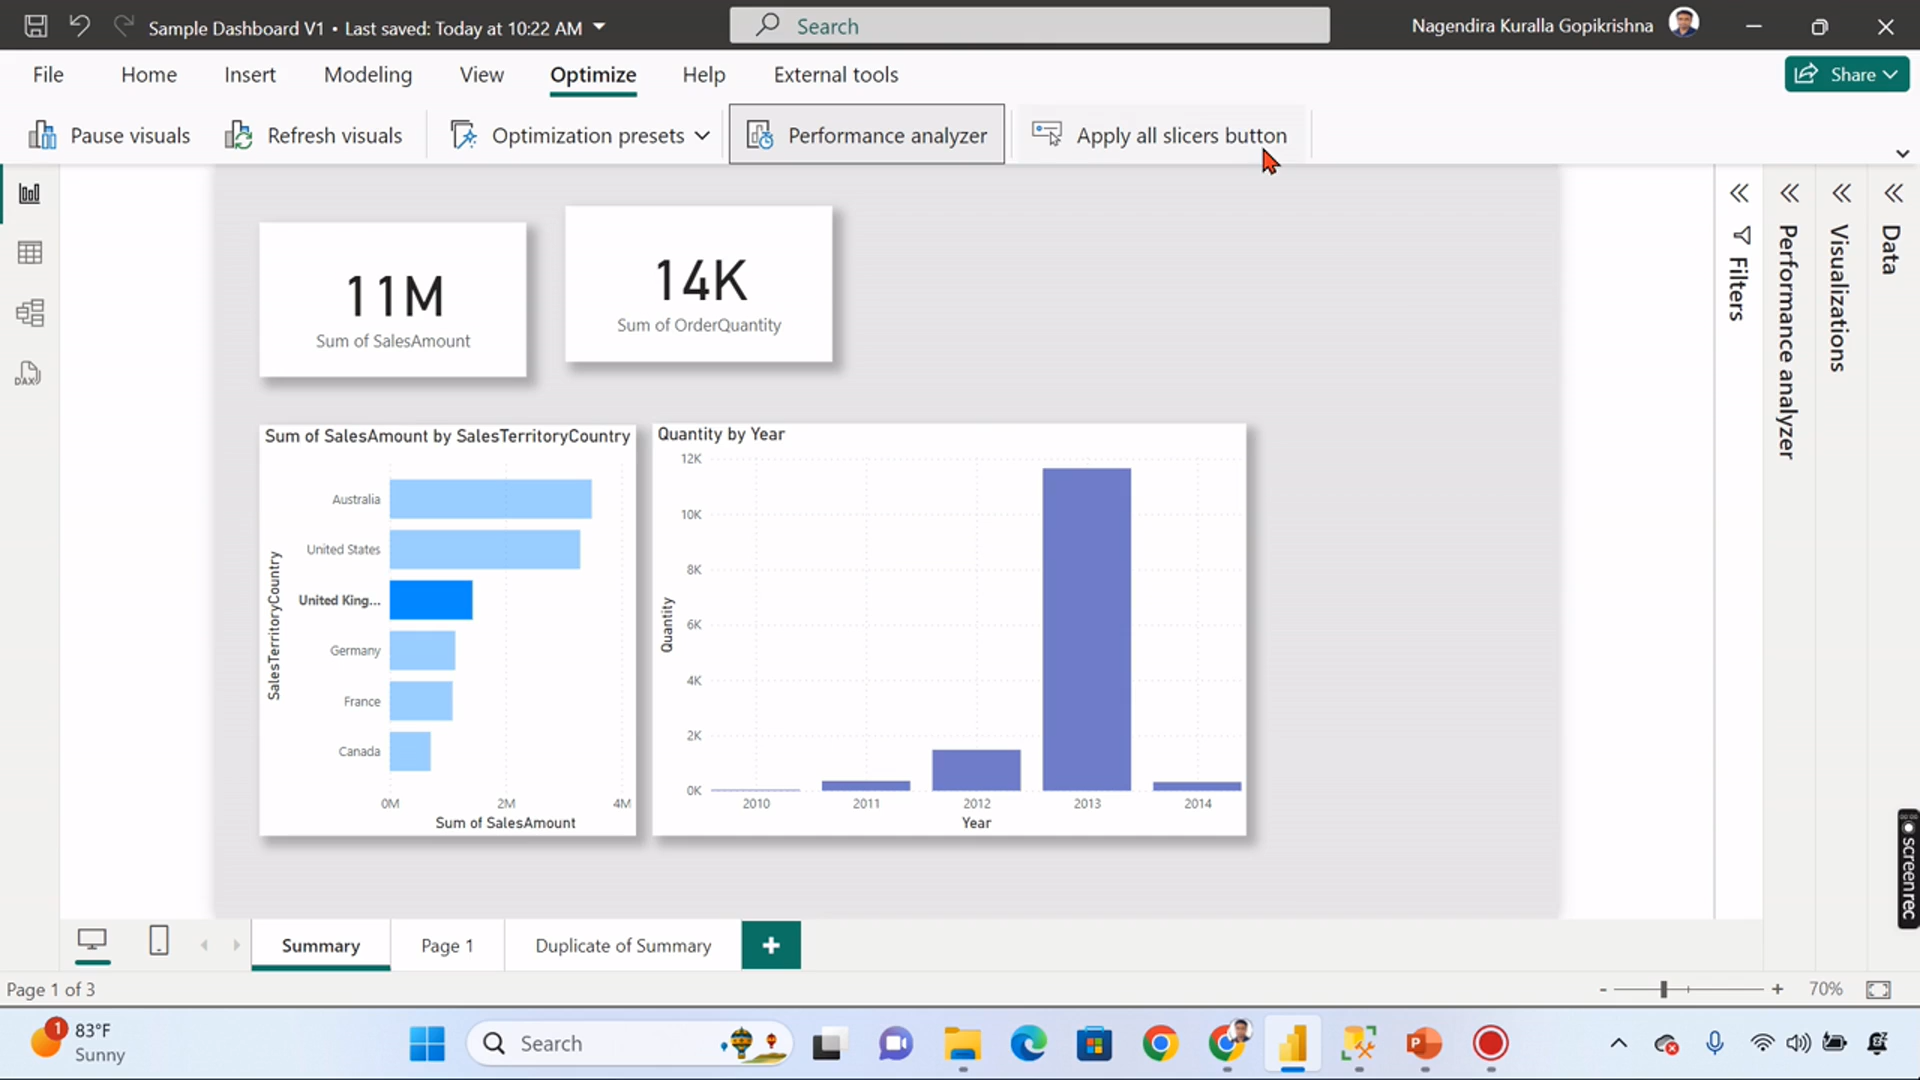 Sample Dashboard V1 • Last saved: Today at 10:22 AM
Search
Nagendira Kuralla Gopikrishna
File Home Insert Modeling View Optimize Help External tools
Share
Pause visuals Refresh visuals Optimization presets Performance analyzer Apply all slicers button
DAX
11M
Sum of SalesAmount
14K
Sum of OrderQuantity
Sum of SalesAmount by SalesTerritoryCountry
SalesTerritoryCountry
Australia
United States
United King...
Germany
France
Canada
0M 2M 4M
Sum of SalesAmount
Quantity by Year
Quantity
12K
10K
8K
6K
4K
2K
0K
2010 2011 2012 2013 2014
Year
Filters
Performance analyzer
Visualizations
Data
screenrec
Summary Page 1 Duplicate of Summary
Page 1 of 3
- + 70%
1
83°F
Sunny
Search
P